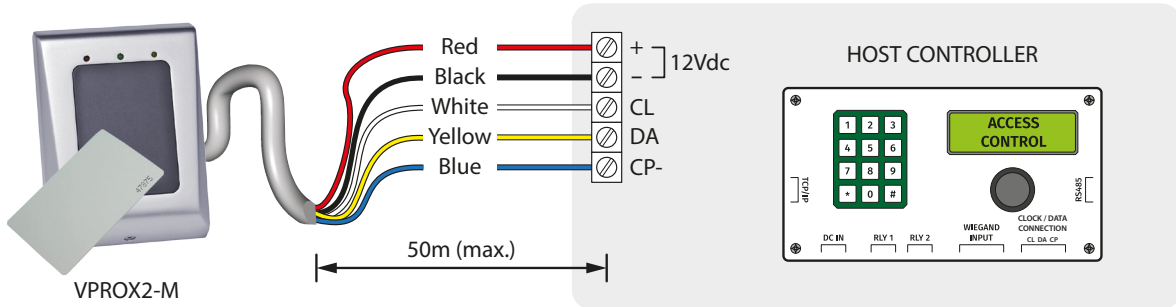 Red
Black
White
Yellow
Blue
+
-
12Vdc
CL
DA
CP-
50m (max.)
VPROX2-M
47975
HOST CONTROLLER
1 2 3
4 5 6
7 8 9
* 0 #
ACCESS
CONTROL
TCP/IP
RS485
CLOCK / DATA
CONNECTION
CL DA CP
DC IN
RLY 1
RLY 2
WIEGAND
INPUT